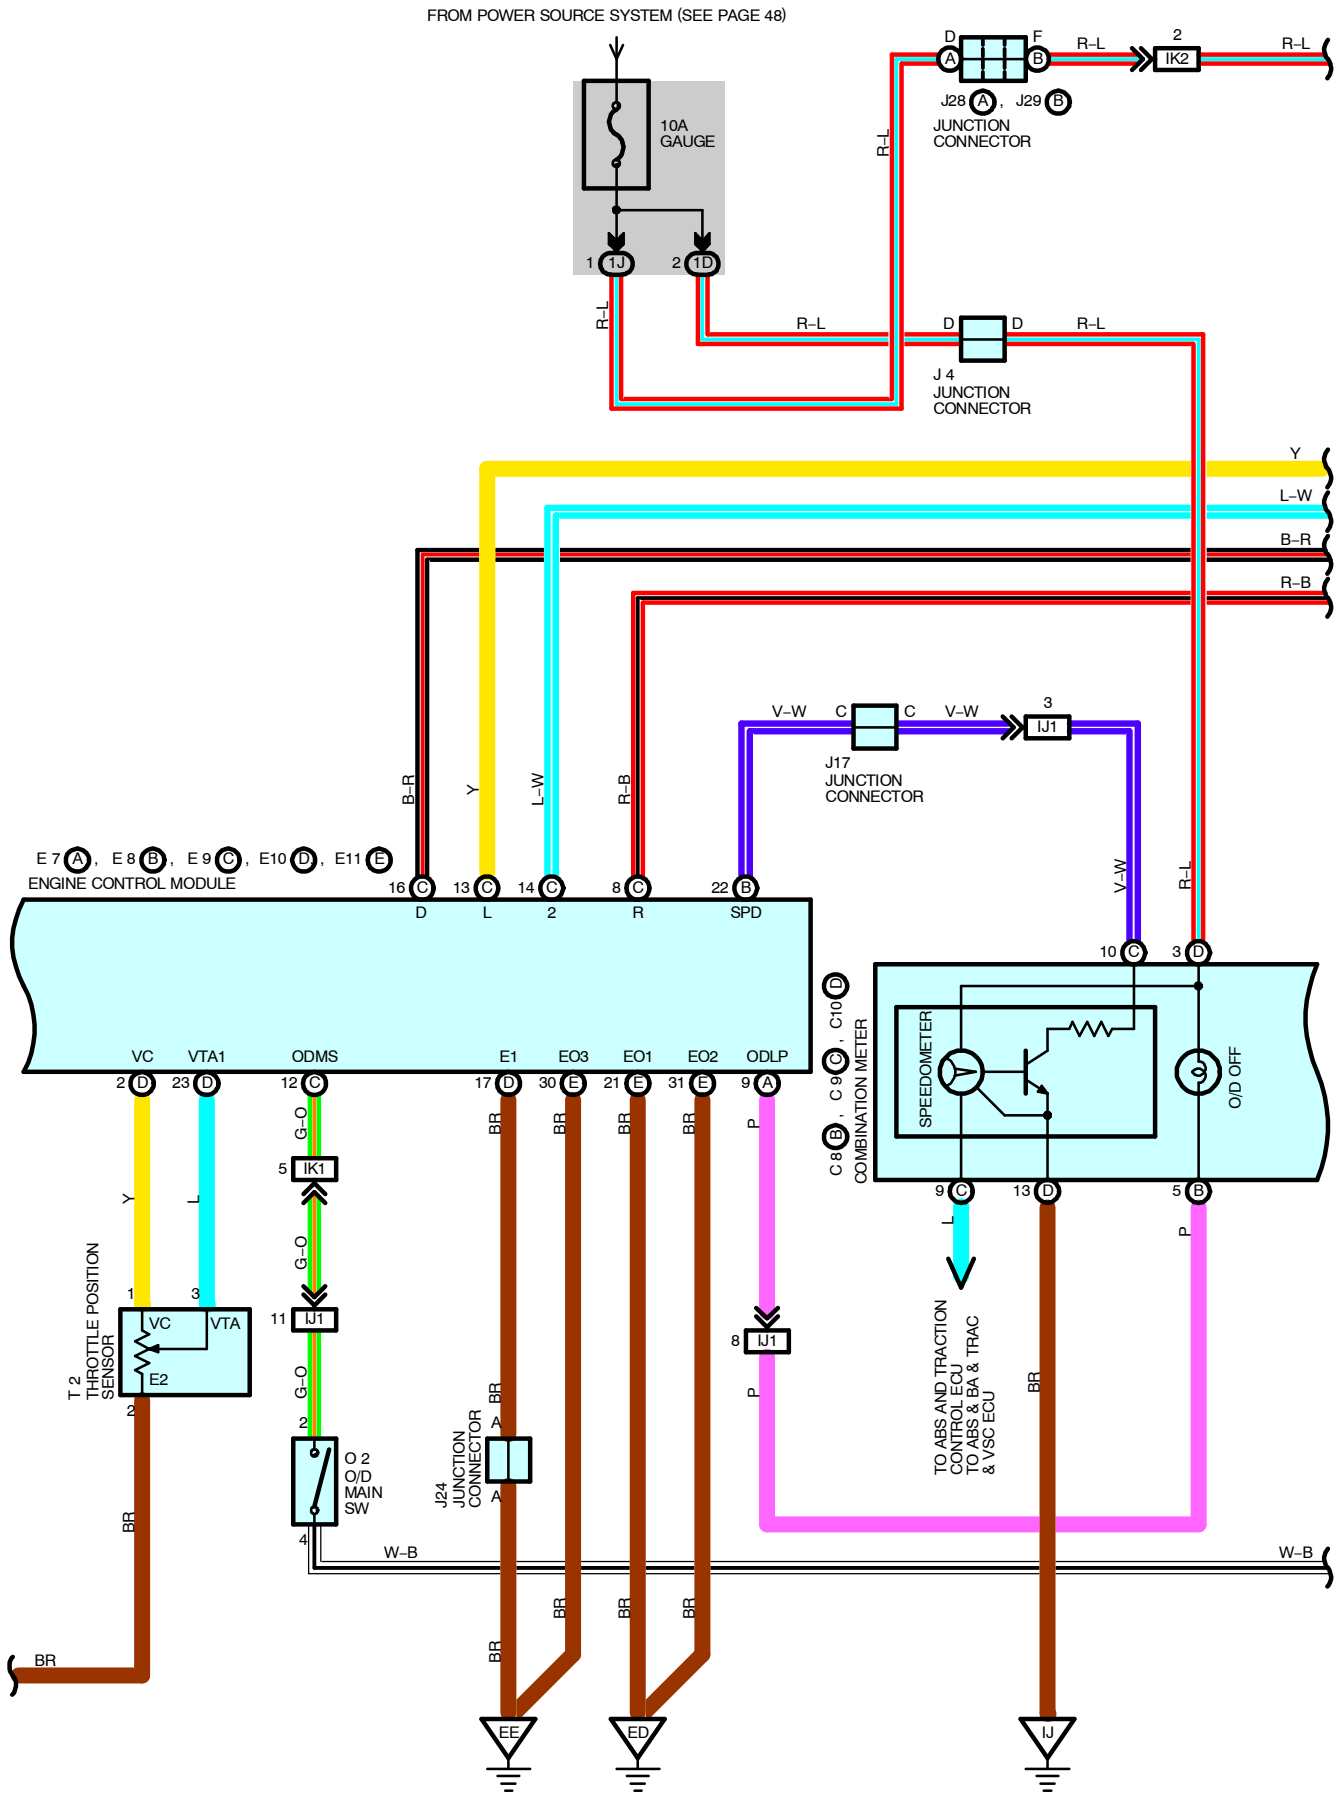 FROM POWER SOURCE SYSTEM (SEE PAGE 48)
10A
GAUGE
1 1J
2 1D
R–L
R–L
D A
F B
R–L
2
IK2
R–L
J28 A , J29 B
JUNCTION
CONNECTOR
R–L
D
D
R–L
J 4
JUNCTION
CONNECTOR
Y
L–W
B–R
R–B
V–W
C
C
V–W
3
IJ1
J17
JUNCTION
CONNECTOR
B–R
Y
L–W
R–B
V–W
R–L
E 7 A , E 8 B , E 9 C , E10 D , E11 E
ENGINE CONTROL MODULE
16 C
13 C
14 C
8 C
22 B
D
L
2
R
SPD
10 C
3 D
VC
VTA1
ODMS
E1
EO3
EO1
EO2
ODLP
2 D
23 D
12 C
17 D
30 E
21 E
31 E
9 A
C 8 B , C 9 C , C10 D
COMBINATION METER
SPEEDOMETER
O/D OFF
G–O
BR
BR
BR
BR
P
5
IK1
Y
L
G–O
9 C
13 D
5 B
L
P
1
3
11
IJ1
8
IJ1
T 2
THROTTLE POSITION
SENSOR
VC
VTA
E2
2
G–O
BR
P
BR
TO ABS AND TRACTION
CONTROL ECU
TO ABS & BA & TRAC
& VSC ECU
2
A
J24
JUNCTION
CONNECTOR
A
O 2
O/D
MAIN
SW
4
BR
W–B
W–B
BR
BR
BR
BR
BR
EE
ED
IJ